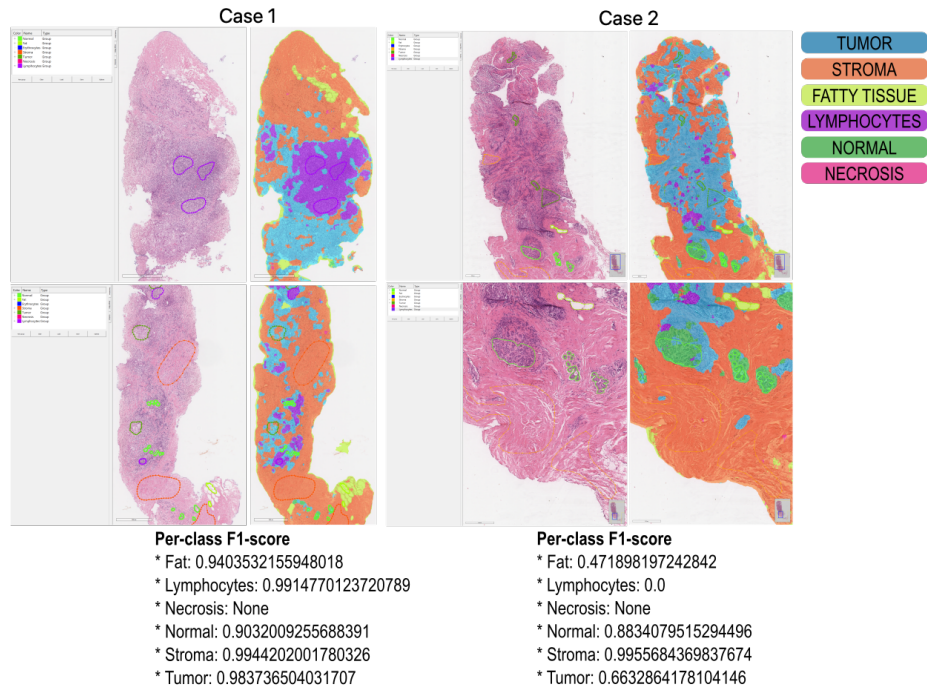 Case 1
Case 2
TUMOR
STROMA
FATTY TISSUE
LYMPHOCYTES
NORMAL
NECROSIS
Per-class F1-score
* Fat: 0.9403532155948018
* Lymphocytes: 0.9914770123720789
* Necrosis: None
* Normal: 0.9032009255688391
* Stroma: 0.9944202001780326
* Tumor: 0.983736504031707
Per-class F1-score
* Fat: 0.471898197242842
* Lymphocytes: 0.0
* Necrosis: None
* Normal: 0.8834079515294496
* Stroma: 0.9955684369837674
* Tumor: 0.6632864178104146